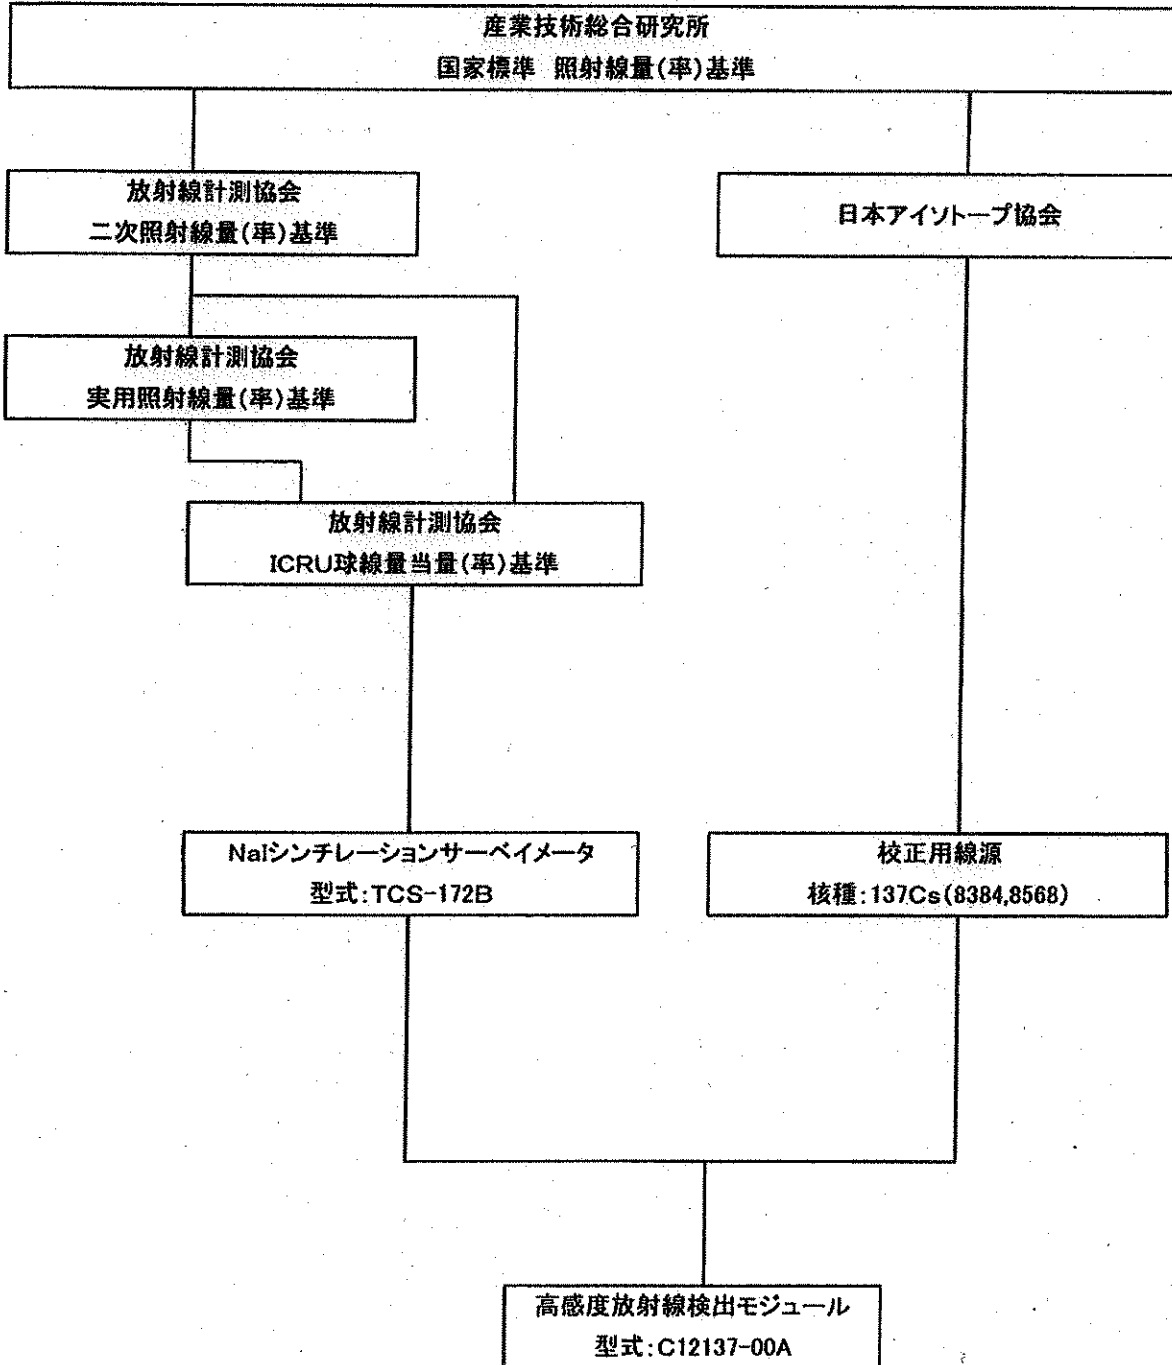 産業技術総合研究所
国家標準 照射線量(率)基準
放射線計測協会
二次照射線量(率)基準
日本アイソトープ協会
放射線計測協会
実用照射線量(率)基準
放射線計測協会
ICRU球線量当量(率)基準
NaIシンチレーションサーベイメータ
型式:TCS-172B
校正用線源
核種:137Cs(8384,8568)
高感度放射線検出モジュール
型式:C12137-00A